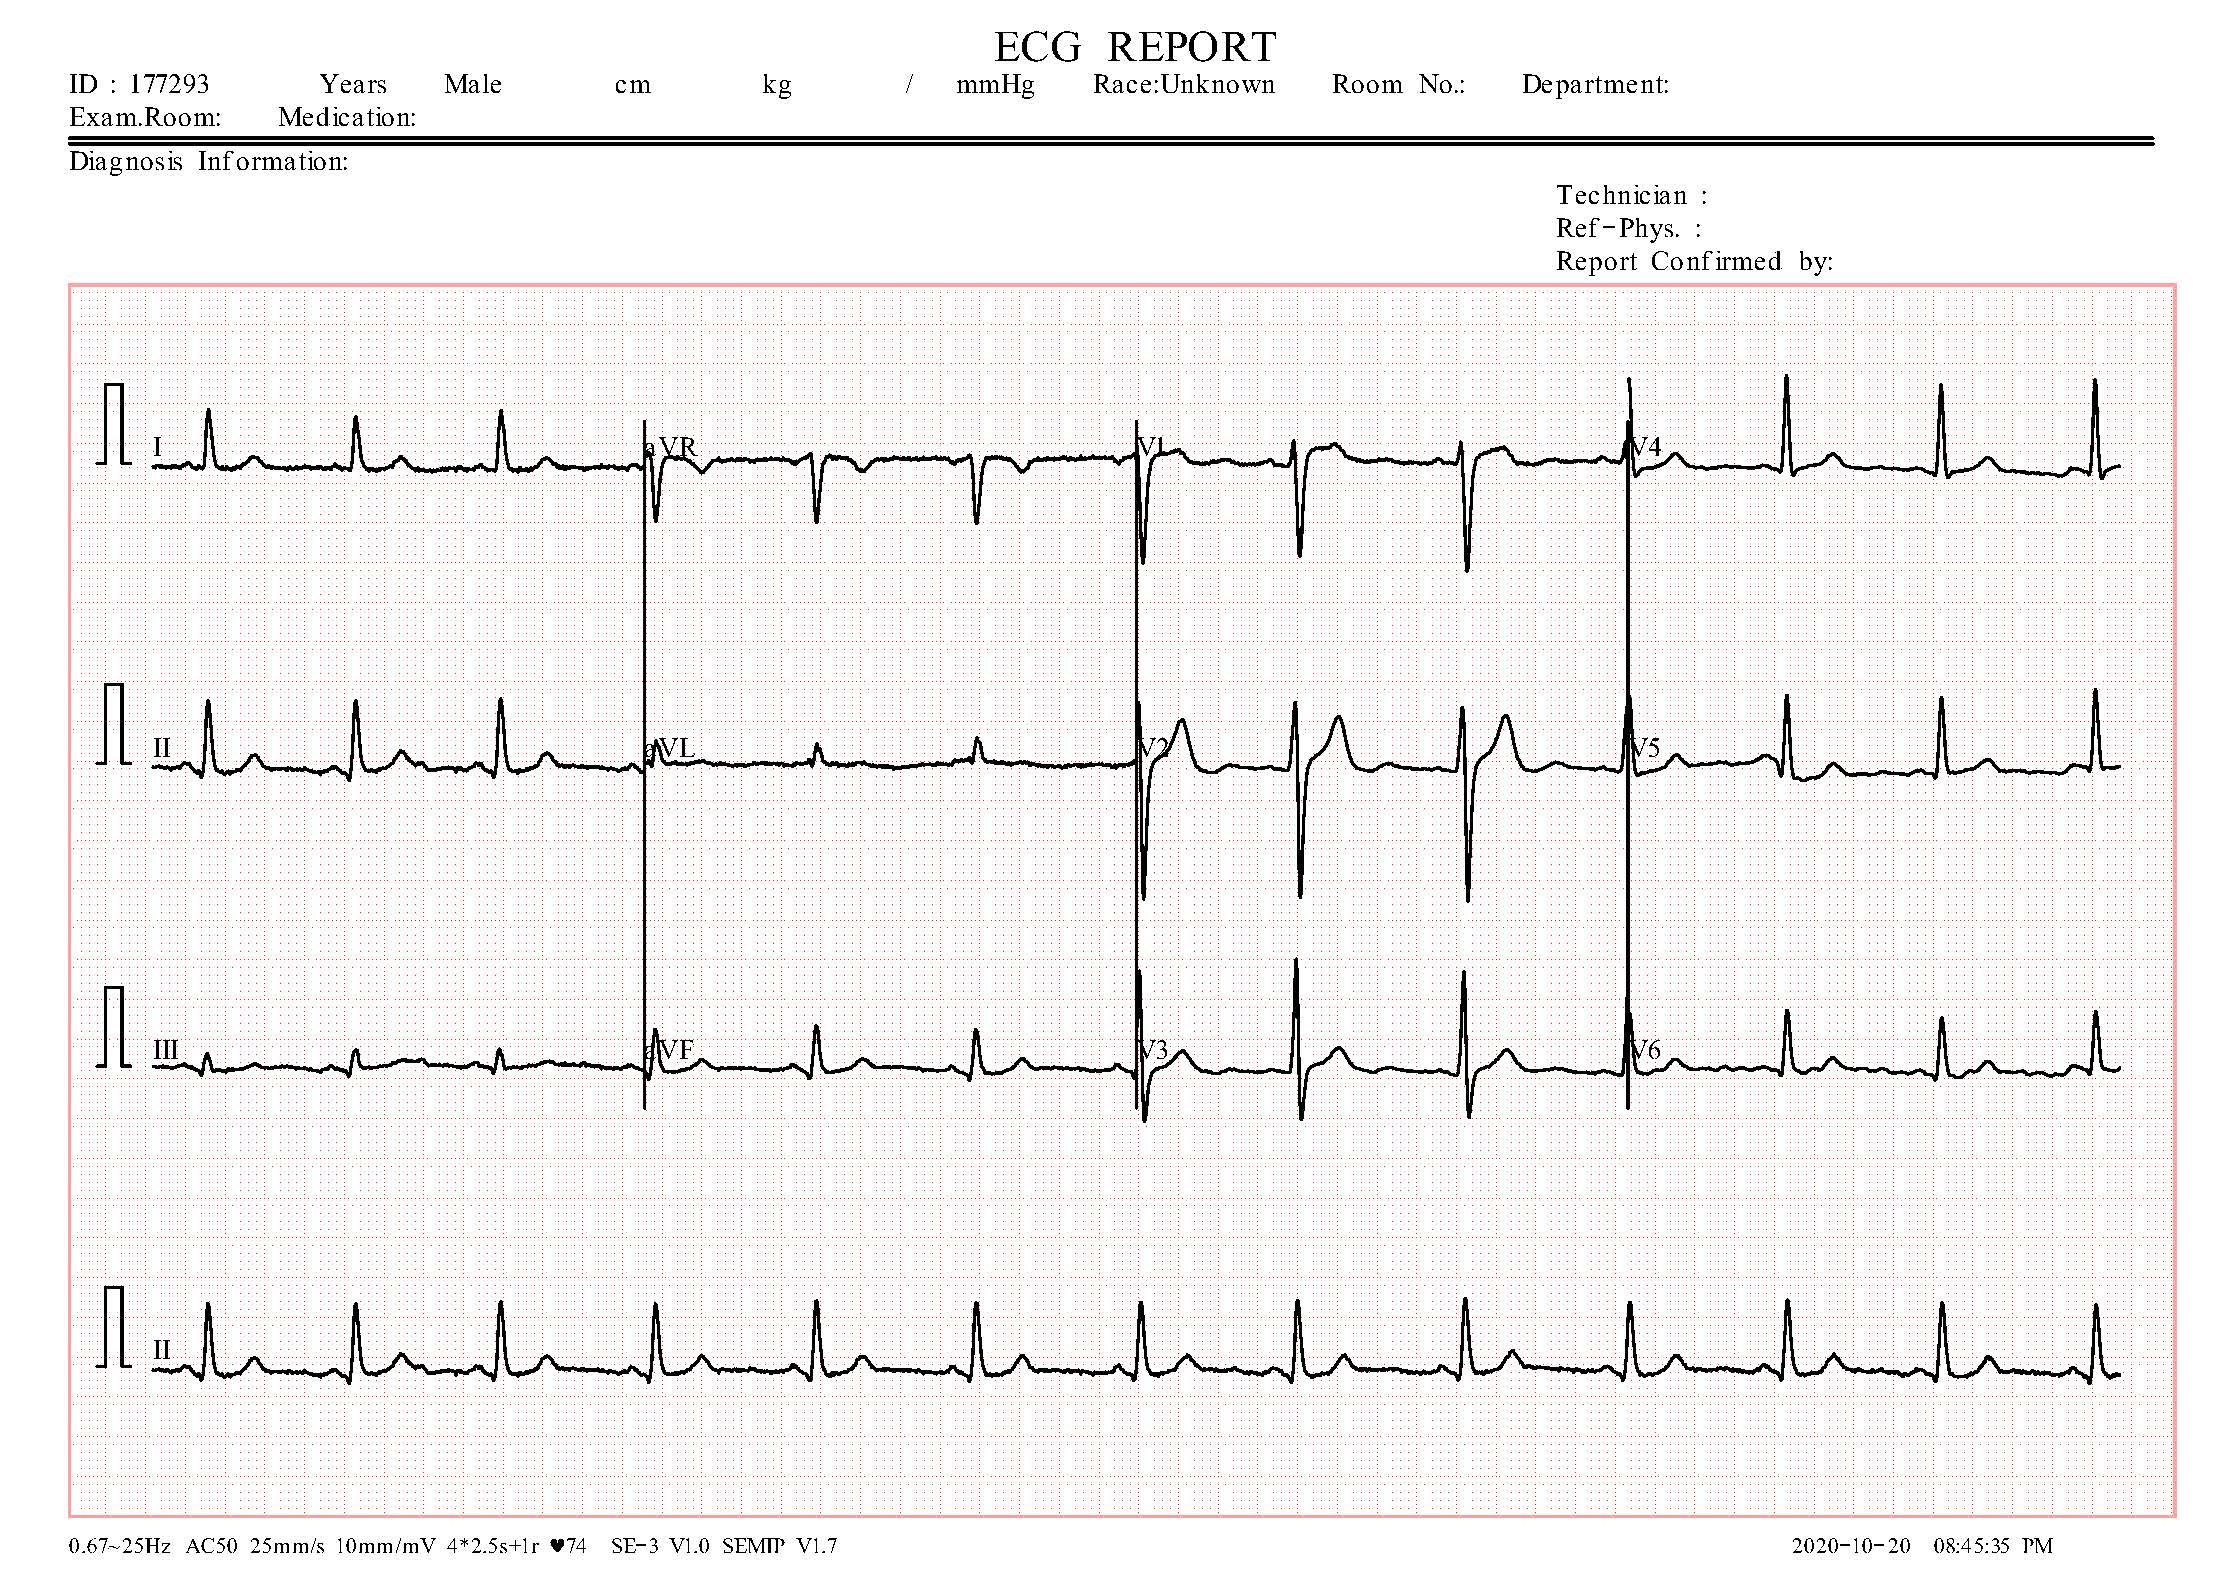 ECG REPORT
ID : 177293 Years Male cm kg / mmHg Race:Unknown Room No.: Department:
Exam.Room: Medication:
Diagnosis Information:
Technician :
Ref-Phys. :
Report Confirmed by:
I aVR V1 V4
II aVL V2 V5
III aVF V3 V6
II
0.67~25Hz AC50 25mm/s 10mm/mV 4*2.5s+1r ♥74 SE-3 V1.0 SEMIP V1.7 2020-10-20 08:45:35 PM